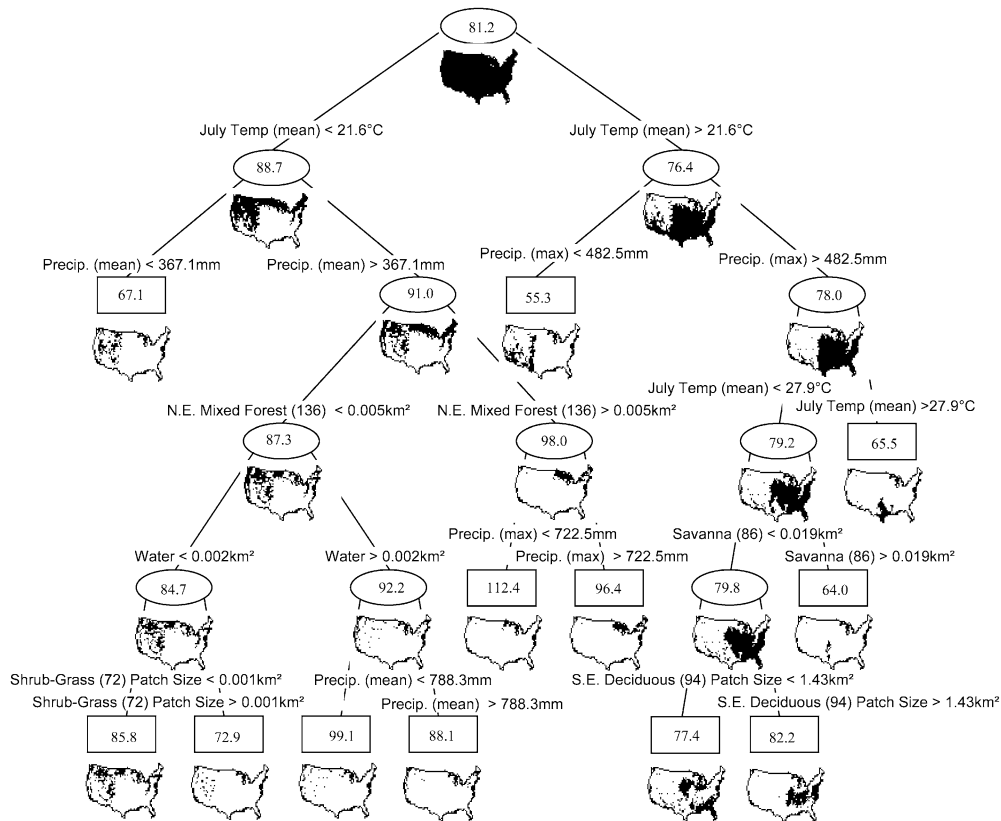 81.2
July Temp (mean) < 21.6°C
July Temp (mean) > 21.6°C
88.7
76.4
Precip. (mean) < 367.1mm
Precip. (mean) > 367.1mm
Precip. (max) < 482.5mm
Precip. (max) > 482.5mm
67.1
91.0
55.3
78.0
July Temp (mean) < 27.9°C
July Temp (mean) >27.9°C
N.E. Mixed Forest (136) < 0.005km²
N.E. Mixed Forest (136) > 0.005km²
87.3
98.0
79.2
65.5
Precip. (max) < 722.5mm
Precip. (max) > 722.5mm
Savanna (86) < 0.019km²
Savanna (86) > 0.019km²
Water < 0.002km²
Water > 0.002km²
84.7
92.2
112.4
96.4
79.8
64.0
Shrub-Grass (72) Patch Size < 0.001km²
Shrub-Grass (72) Patch Size > 0.001km²
Precip. (mean) < 788.3mm
Precip. (mean) > 788.3mm
S.E. Deciduous (94) Patch Size < 1.43km²
S.E. Deciduous (94) Patch Size > 1.43km²
85.8
72.9
99.1
88.1
77.4
82.2